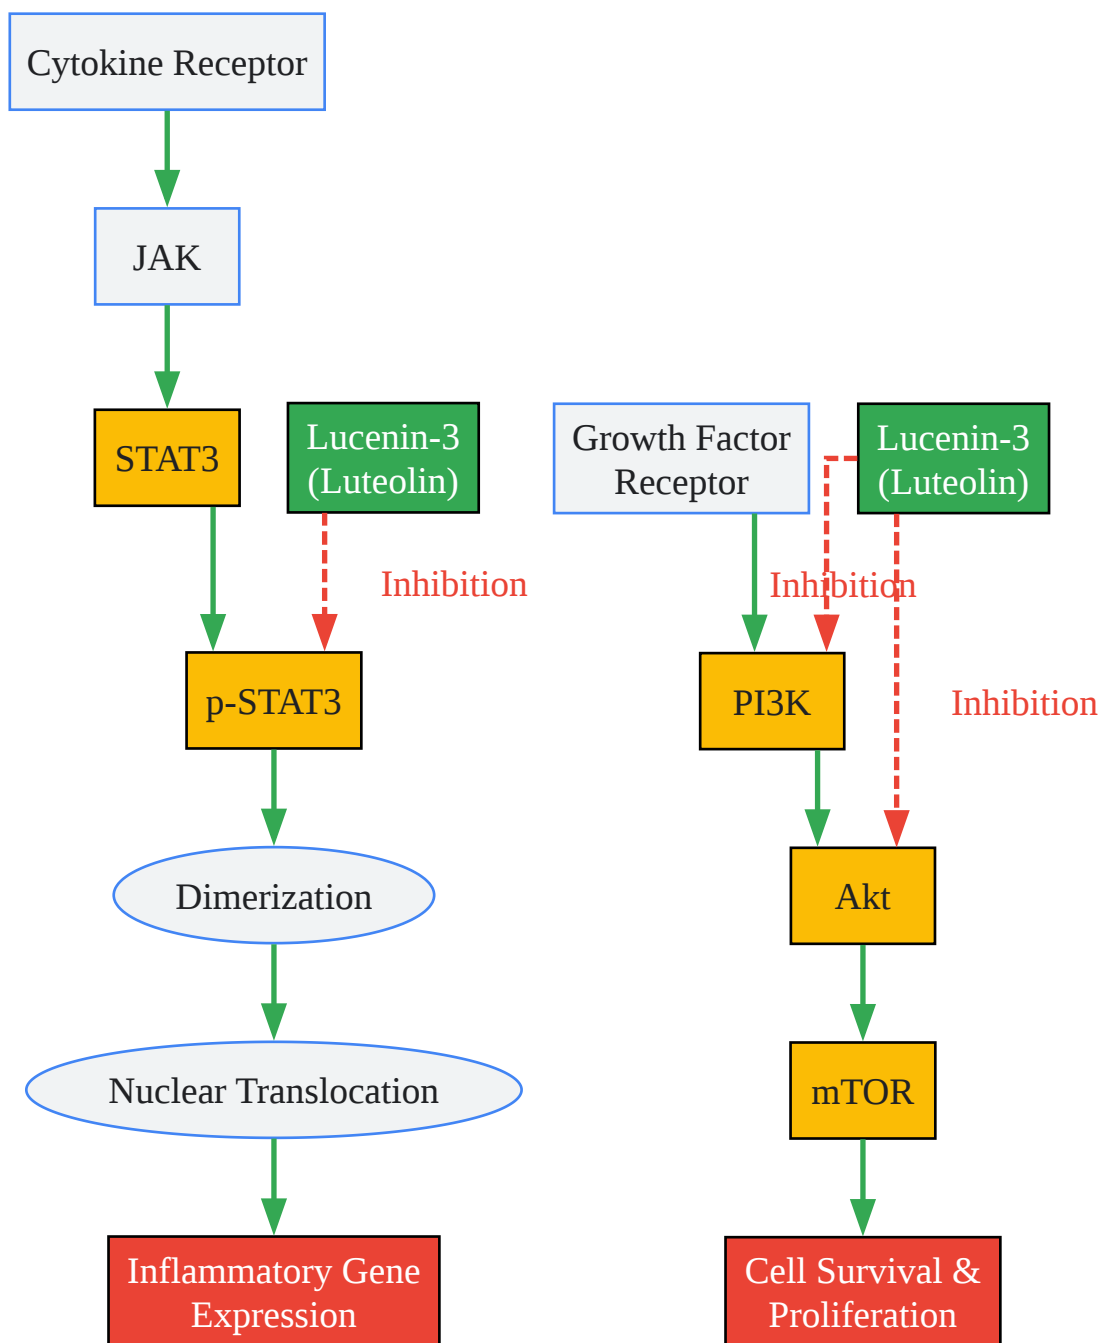 Cytokine Receptor
JAK
STAT3
Lucenin-3
(Luteolin)
Inhibition
p-STAT3
Dimerization
Nuclear Translocation
Inflammatory Gene
Expression
Growth Factor
Receptor
Lucenin-3
(Luteolin)
Inhibition
PI3K
Inhibition
Akt
mTOR
Cell Survival &
Proliferation